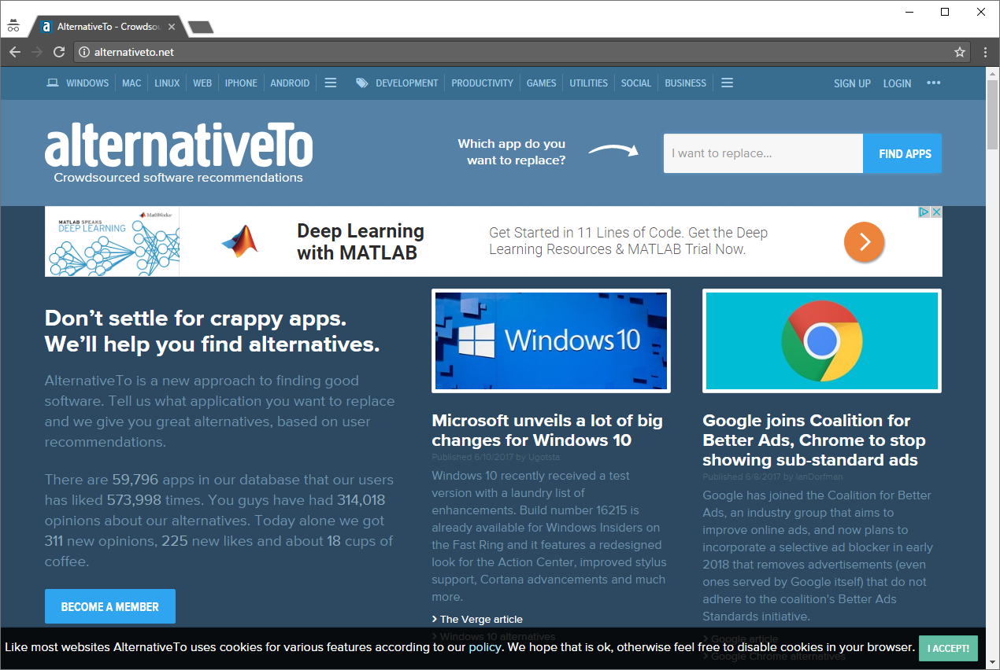 AlternativeTo - Crowdsou
alternativeto.net
WINDOWS MAC LINUX WEB IPHONE ANDROID DEVELOPMENT PRODUCTIVITY GAMES UTILITIES SOCIAL BUSINESS SIGN UP LOGIN
alternativeTo
Crowdsourced software recommendations
Which app do you
want to replace?
I want to replace...
FIND APPS
MathWorks
MATLAB SPEAKS
DEEP LEARNING
Deep Learning
with MATLAB
Get Started in 11 Lines of Code. Get the Deep
Learning Resources & MATLAB Trial Now.
Don't settle for crappy apps.
We'll help you find alternatives.
AlternativeTo is a new approach to finding good
software. Tell us what application you want to replace
and we give you great alternatives, based on user
recommendations.
There are 59,796 apps in our database that our users
has liked 573,998 times. You guys have had 314,018
opinions about our alternatives. Today alone we got
311 new opinions, 225 new likes and about 18 cups of
coffee.
BECOME A MEMBER
Windows 10
Microsoft unveils a lot of big
changes for Windows 10
Published 6/10/2017 by Ugotsta
Windows 10 recently received a test
version with a laundry list of
enhancements. Build number 16215 is
already available for Windows Insiders on
the Fast Ring and it features a redesigned
look for the Action Center, improved stylus
support, Cortana advancements and much
more.
The Verge article
Windows 10 alternatives
Google joins Coalition for
Better Ads, Chrome to stop
showing sub-standard ads
Published 6/8/2017 by IanDorfman
Google has joined the Coalition for Better
Ads, an industry group that aims to
improve online ads, and now plans to
incorporate a selective ad blocker in early
2018 that removes advertisements (even
ones served by Google itself) that do not
adhere to the coalition's Better Ads
Standards initiative.
Google article
Google Chrome alternatives
Like most websites AlternativeTo uses cookies for various features according to our policy. We hope that is ok, otherwise feel free to disable cookies in your browser.
I ACCEPT!